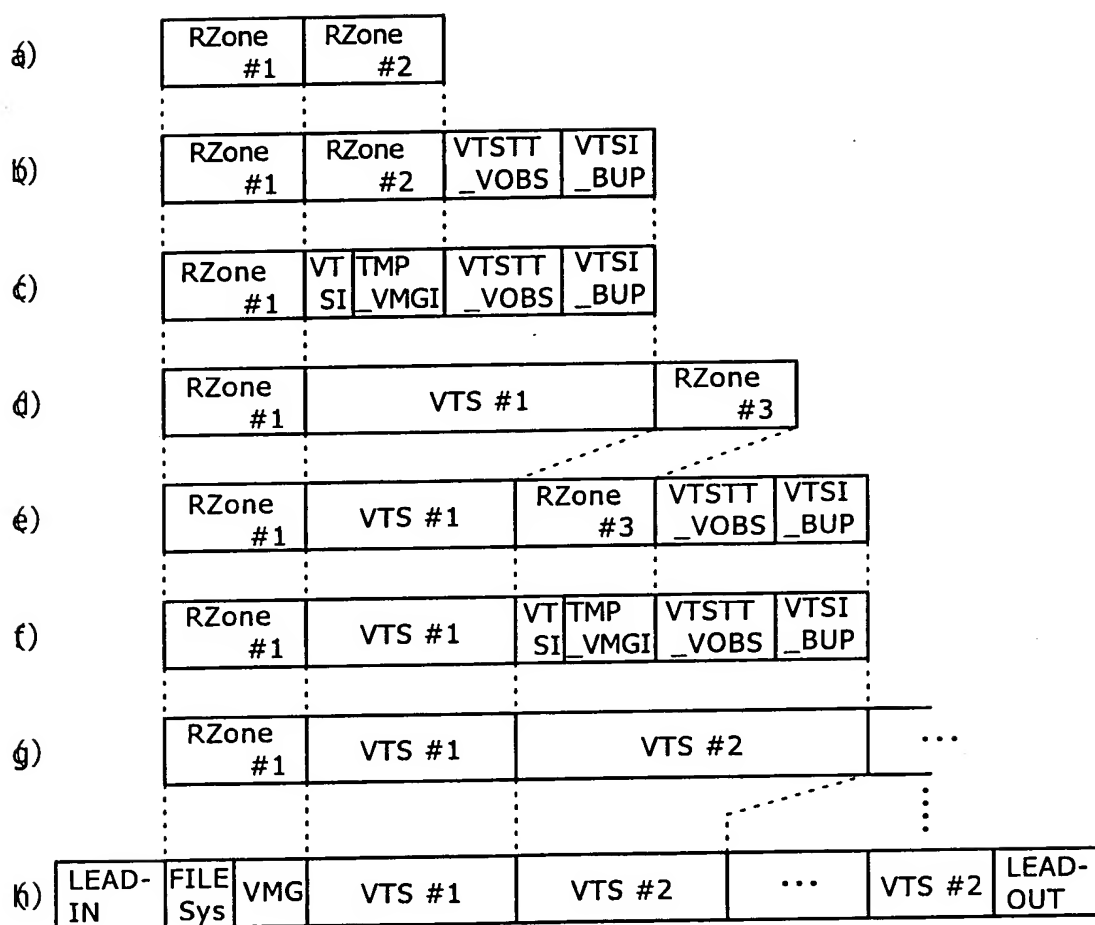 a) RZone #1 RZone #2
b) RZone #1 RZone #2 VTSTT _VOBS VTSI _BUP
c) RZone #1 VT SI TMP _VMGI VTSTT _VOBS VTSI _BUP
d) RZone #1 VTS #1 RZone #3
e) RZone #1 VTS #1 RZone #3 VTSTT _VOBS VTSI _BUP
f) RZone #1 VTS #1 VT SI TMP _VMGI VTSTT _VOBS VTSI _BUP
g) RZone #1 VTS #1 VTS #2 ...
h) LEAD-IN FILE Sys VMG VTS #1 VTS #2 ... VTS #2 LEAD-OUT